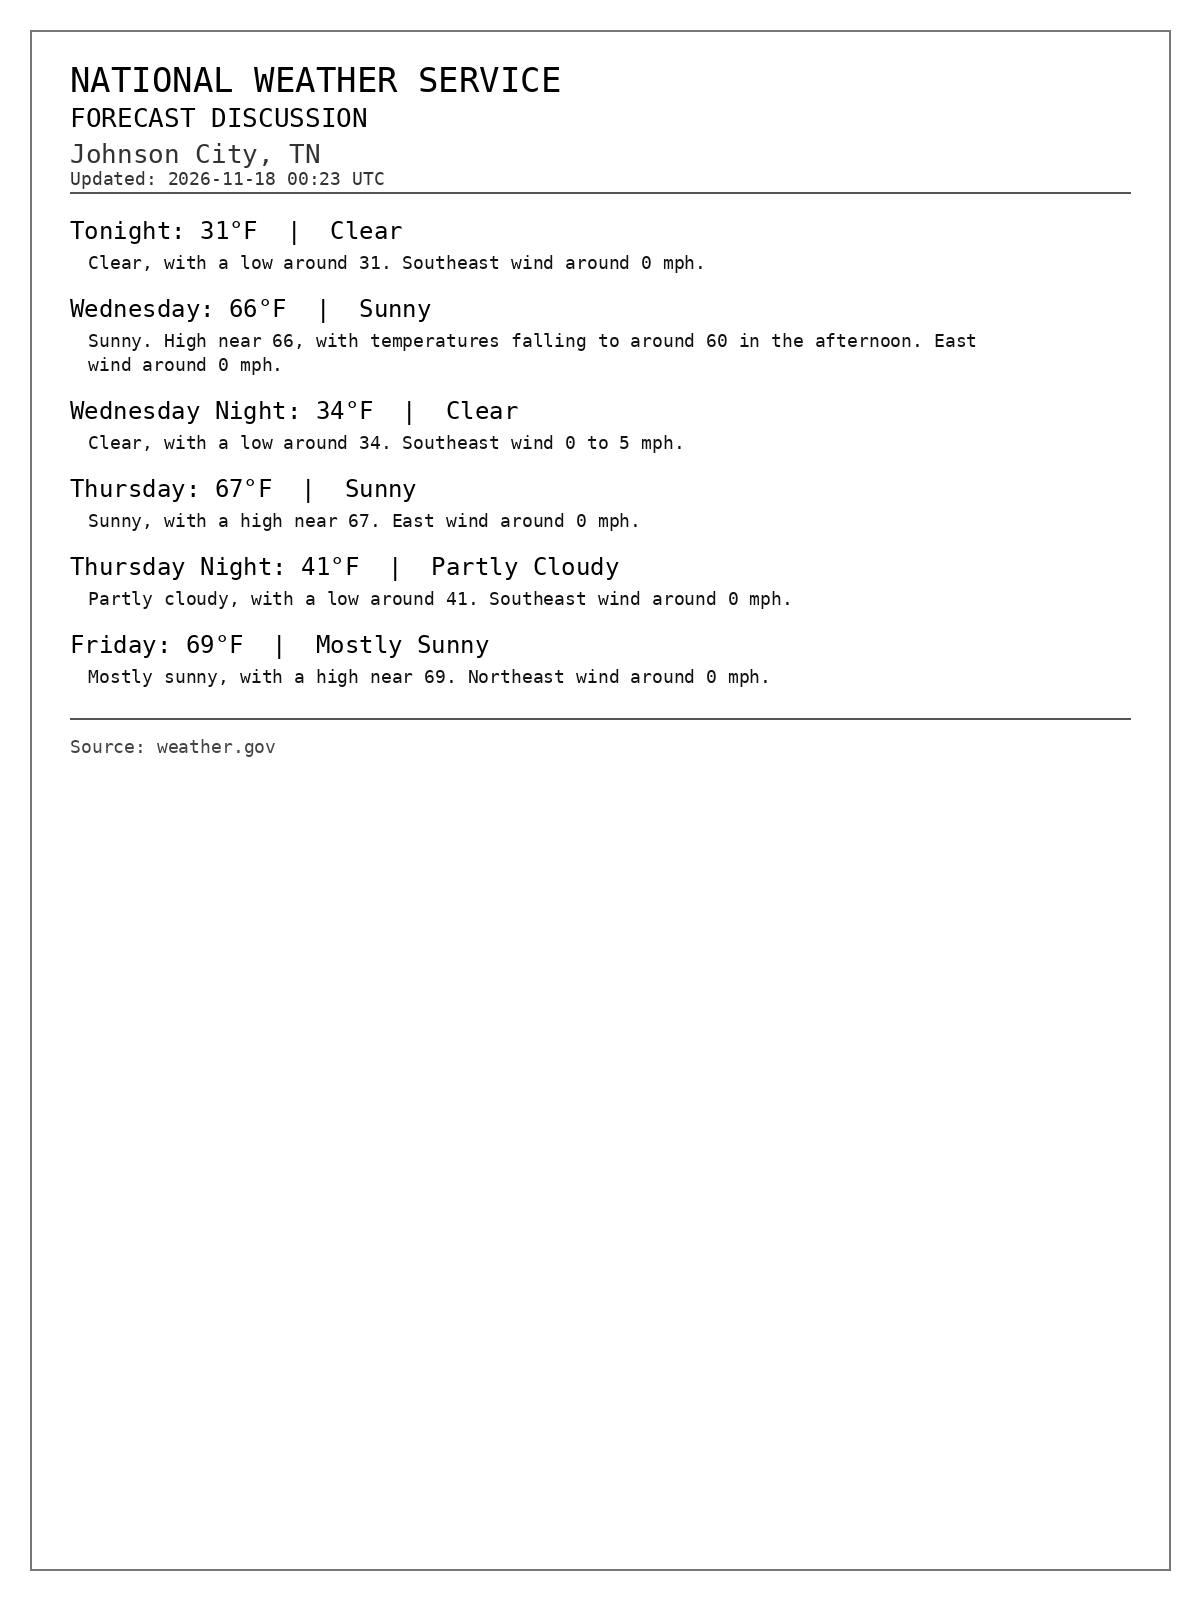 NATIONAL WEATHER SERVICE
FORECAST DISCUSSION
Johnson City, TN
Updated: 2026-11-18 00:23 UTC
Tonight: 31°F  |  Clear
Clear, with a low around 31. Southeast wind around 0 mph.
Wednesday: 66°F  |  Sunny
Sunny. High near 66, with temperatures falling to around 60 in the afternoon. East
wind around 0 mph.
Wednesday Night: 34°F  |  Clear
Clear, with a low around 34. Southeast wind 0 to 5 mph.
Thursday: 67°F  |  Sunny
Sunny, with a high near 67. East wind around 0 mph.
Thursday Night: 41°F  |  Partly Cloudy
Partly cloudy, with a low around 41. Southeast wind around 0 mph.
Friday: 69°F  |  Mostly Sunny
Mostly sunny, with a high near 69. Northeast wind around 0 mph.
Source: weather.gov